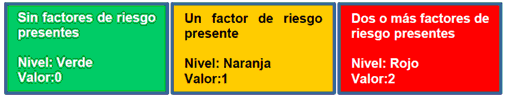 Sin factores de riesgo
presentes
Nivel: Verde
Valor:0
Un factor de riesgo
presente
Nivel: Naranja
Valor:1
Dos o más factores de
riesgo presentes
Nivel: Rojo
Valor:2